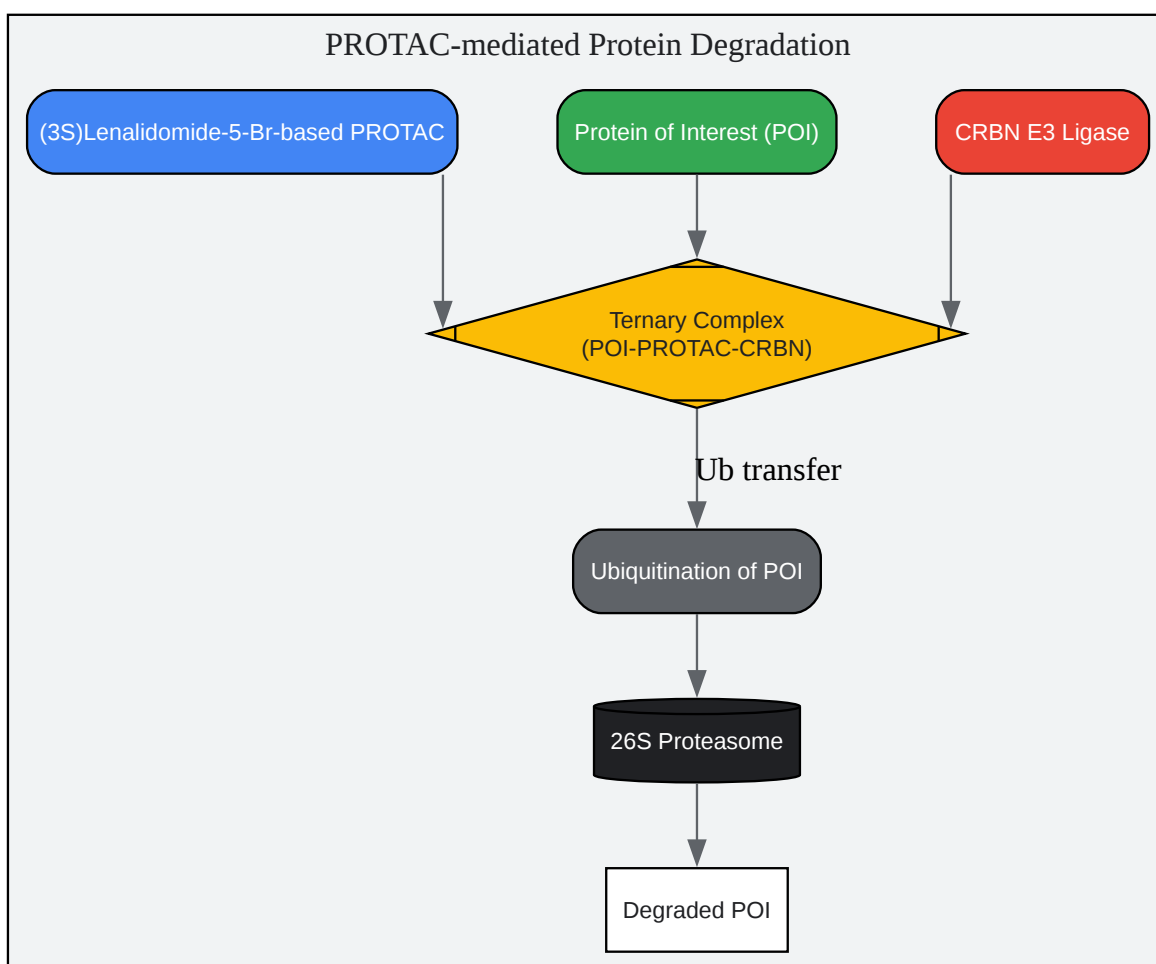 PROTAC-mediated Protein Degradation
(3S)Lenalidomide-5-Br-based PROTAC
Protein of Interest (POI)
CRBN E3 Ligase
Ternary Complex
(POI-PROTAC-CRBN)
Ub transfer
Ubiquitination of POI
26S Proteasome
Degraded POI